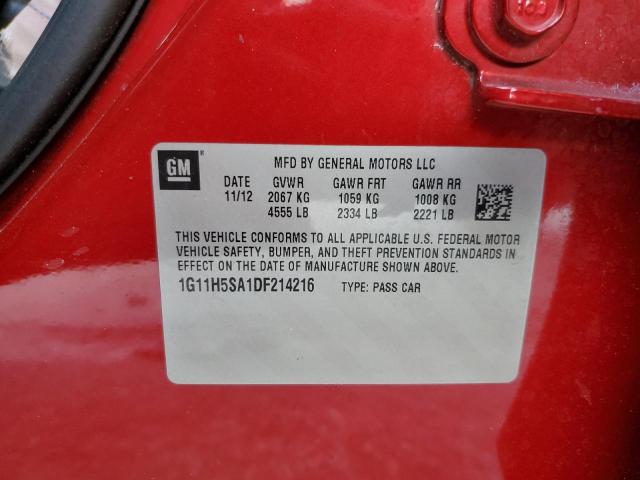 GM
MFD BY GENERAL MOTORS LLC
DATE GVWR GAWR FRT GAWR RR
11/12 2067 KG 1059 KG 1008 KG
4555 LB 2334 LB 2221 LB
THIS VEHICLE CONFORMS TO ALL APPLICABLE U.S. FEDERAL MOTOR
VEHICLE SAFETY, BUMPER, AND THEFT PREVENTION STANDARDS IN
EFFECT ON THE DATE OF MANUFACTURE SHOWN ABOVE.
1G11H5SA1DF214216 TYPE: PASS CAR